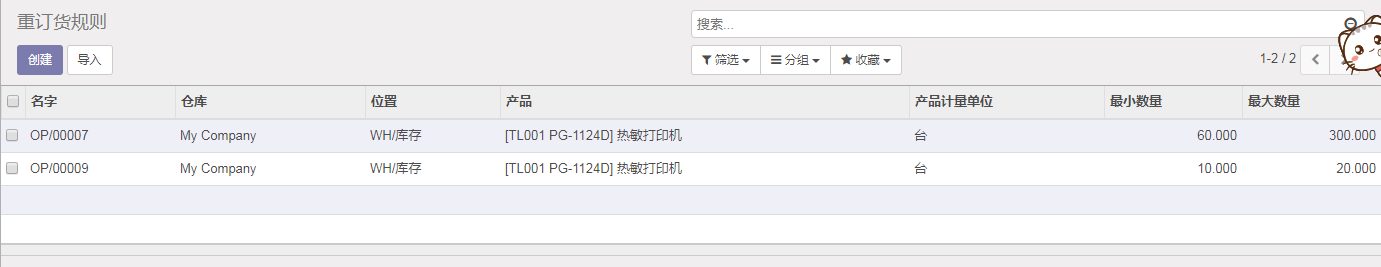 重订货规则
搜索...
创建 导入 筛选 分组 收藏 1-2 / 2
名字 仓库 位置 产品 产品计量单位 最小数量 最大数量
OP/00007 My Company WH/库存 [TL001 PG-1124D] 热敏打印机 台 60.000 300.000
OP/00009 My Company WH/库存 [TL001 PG-1124D] 热敏打印机 台 10.000 20.000